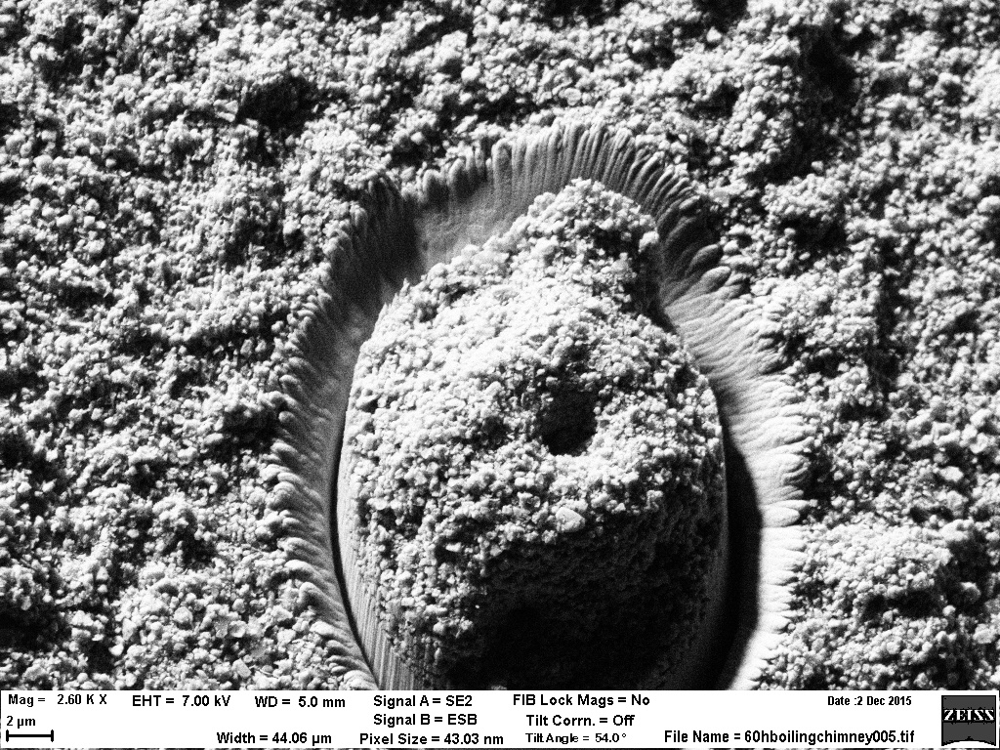 Mag = 2.60 K X EHT = 7.00 kV WD = 5.0 mm Signal A = SE2 FIB Lock Mags = No Date :2 Dec 2015
2 µm Signal B = ESB Tilt Corrn. = Off ZEISS
Width = 44.06 µm Pixel Size = 43.03 nm Tilt Angle = 54.0° File Name = 60hboilingchimney005.tif